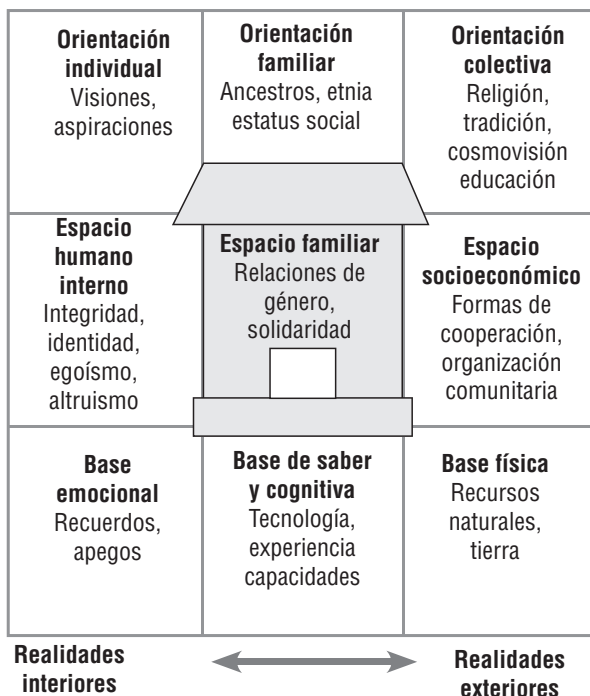 Orientación
individual
Visiones,
aspiraciones
Orientación
familiar
Ancestros, etnia
estatus social
Orientación
colectiva
Religión,
tradición,
cosmovisión
educación
Espacio
humano
interno
Integridad,
identidad,
egoísmo,
altruismo
Espacio familiar
Relaciones de
género,
solidaridad
Espacio
socioeconómico
Formas de
cooperación,
organización
comunitaria
Base
emocional
Recuerdos,
apegos
Base de saber
y cognitiva
Tecnología,
experiencia
capacidades
Base física
Recursos
naturales,
tierra
Realidades
interiores
Realidades
exteriores